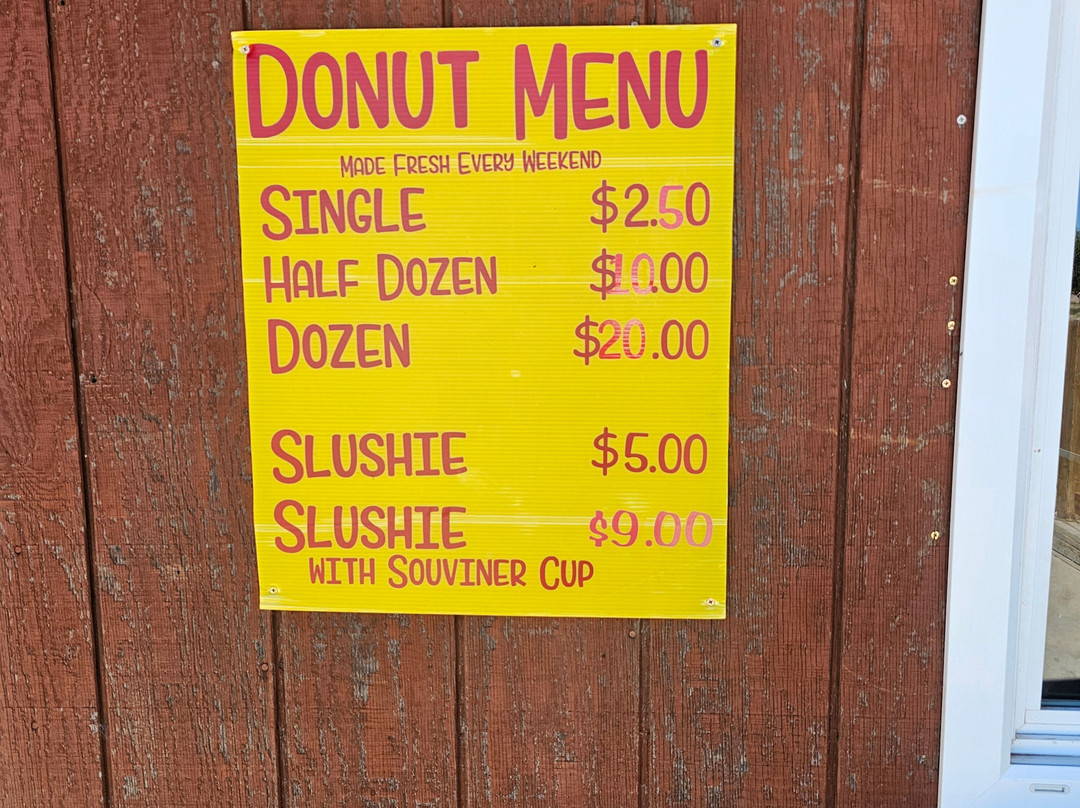 DONUT MENU
MADE FRESH EVERY WEEKEND
SINGLE $2.50
HALF DOZEN $10.00
DOZEN $20.00
SLUSHIE $5.00
SLUSHIE $9.00
WITH SOUVINER CUP